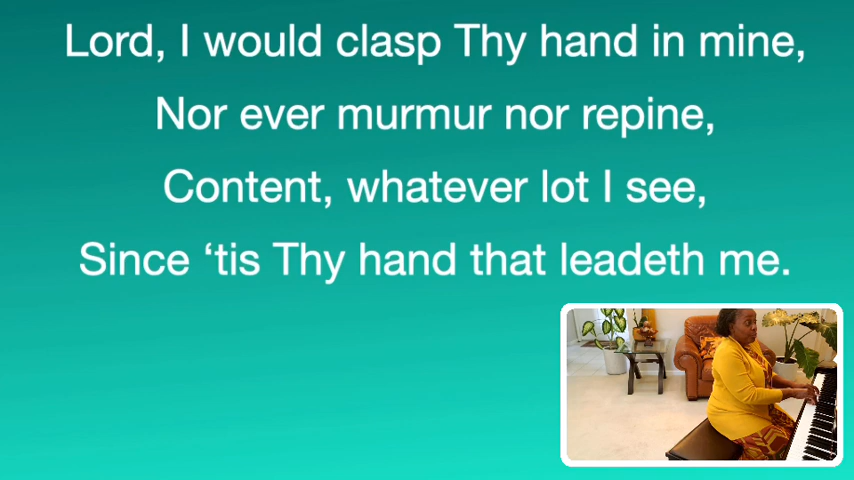 Lord, I would clasp Thy hand in mine,
Nor ever murmur nor repine,
Content, whatever lot I see,
Since ‘tis Thy hand that leadeth me.